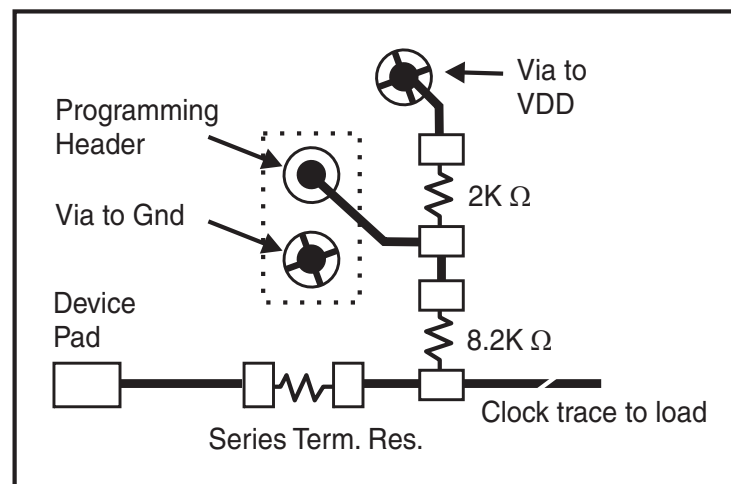 Via to
VDD
Programming
Header
2K Ω
Via to Gnd
Device
Pad
8.2K Ω
Clock trace to load
Series Term. Res.